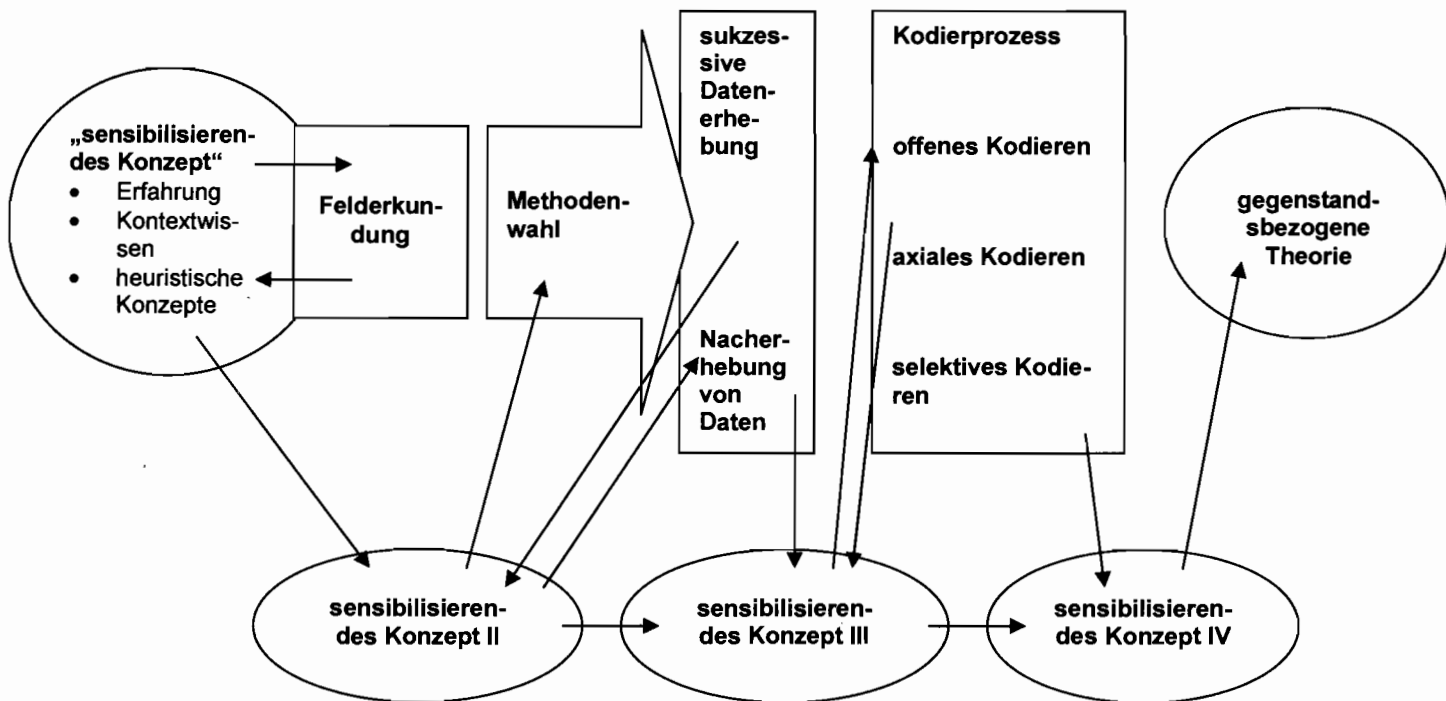 „sensibilisieren-
des Konzept“
• Erfahrung
• Kontextwis-
sen
• heuristische
Konzepte
Felderkun-
dung
Methoden-
wahl
sukzes-
sive
Daten-
erhe-
bung
Nacher-
hebung
von
Daten
Kodierprozess
offenes Kodieren
axiales Kodieren
selektives Kodie-
ren
gegenstand-
sbezogene
Theorie
sensibilisieren-
des Konzept II
sensibilisieren-
des Konzept III
sensibilisieren-
des Konzept IV